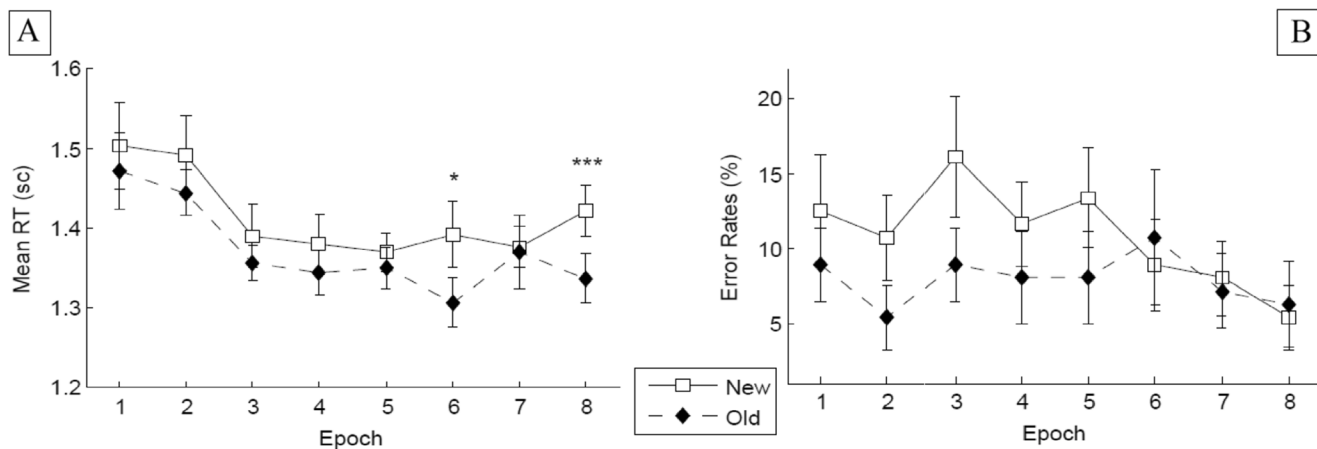 A
B
Mean RT (sc)
1.6
1.5
1.4
1.3
1.2
*
***
1 2 3 4 5 6 7 8
Epoch
New
Old
Error Rates (%)
20
15
10
5
1 2 3 4 5 6 7 8
Epoch